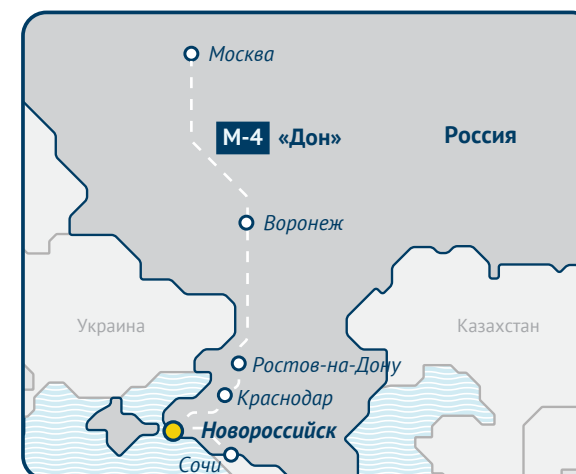 Москва
М-4 «Дон»
Россия
Воронеж
Украина
Казахстан
Ростов-на-Дону
Краснодар
Новороссийск
Сочи